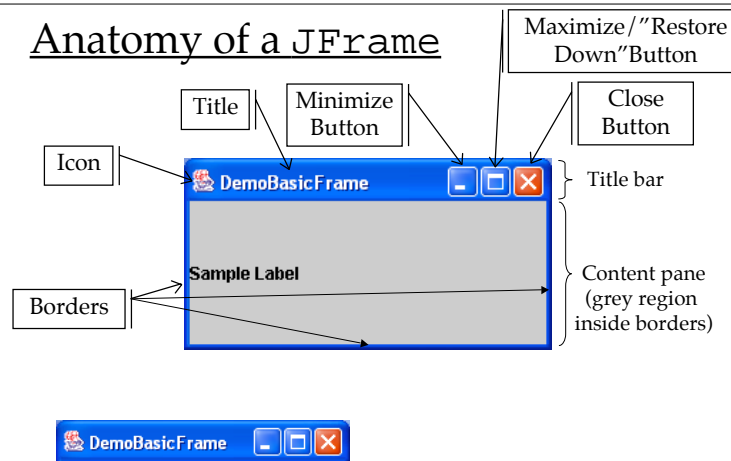 Anatomy of a JFrame
Maximize/"Restore
Down"Button
Title
Minimize
Button
Close
Button
Icon
DemoBasicFrame
Title bar
Sample Label
Borders
Content pane
(grey region
inside borders)
DemoBasicFrame